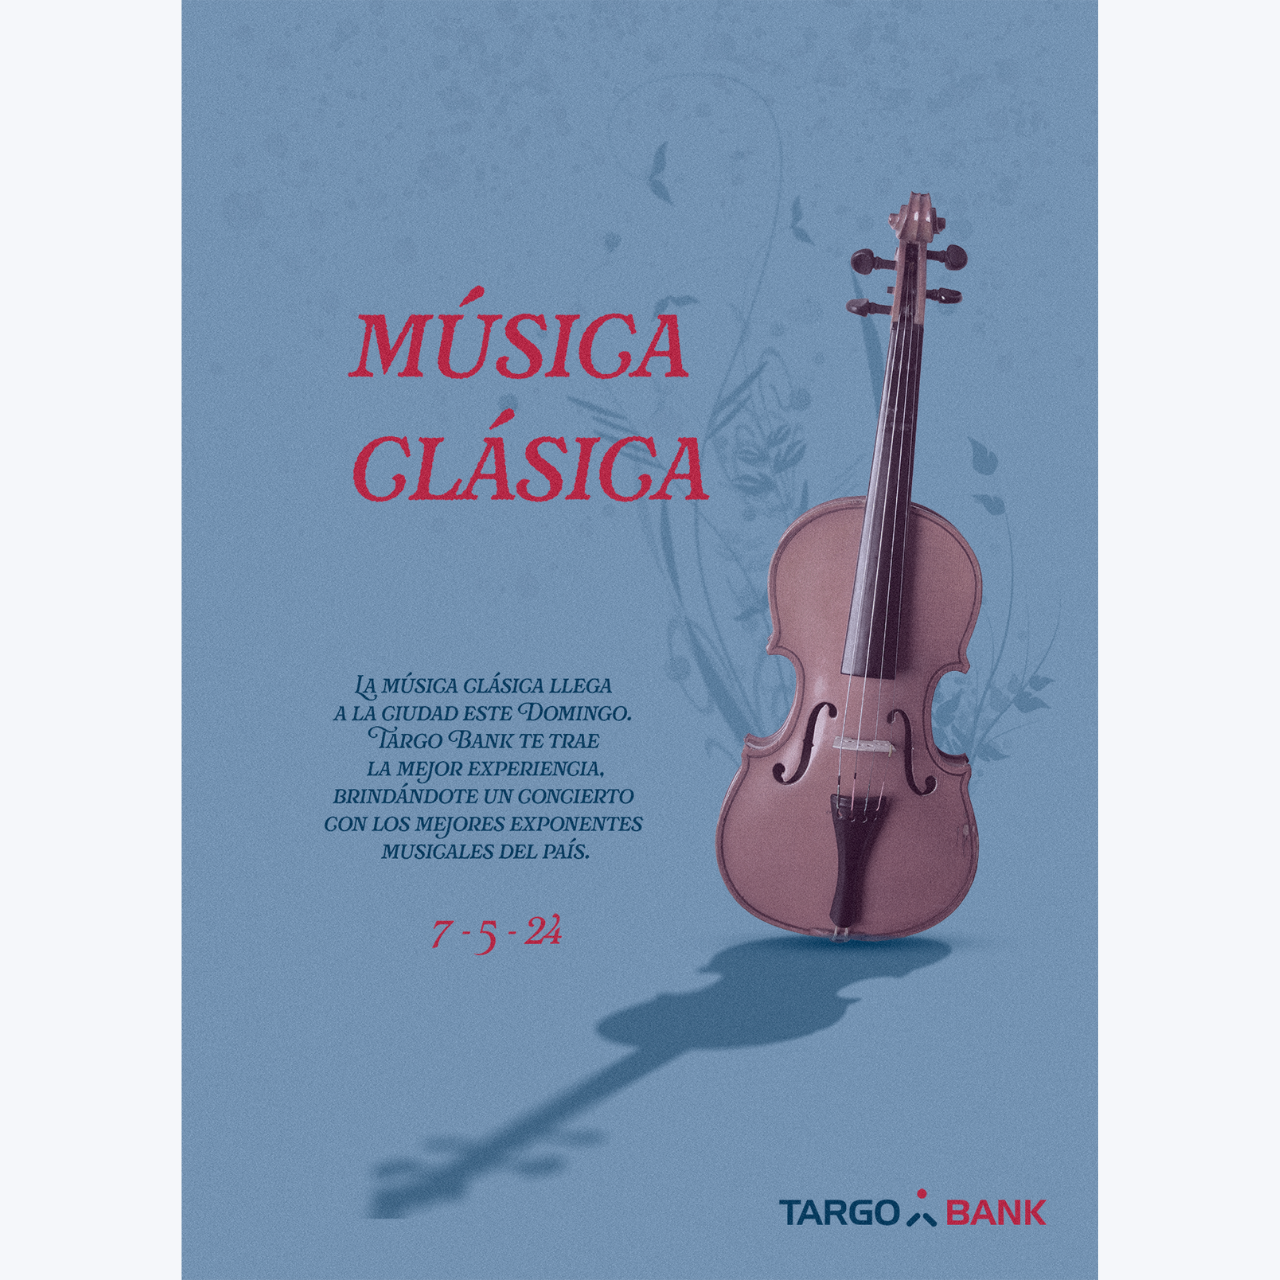 MÚSICA
CLÁSICA
La música clásica llega
a la ciudad este Domingo.
Targo Bank te trae
la mejor experiencia,
brindándote un concierto
con los mejores exponentes
musicales del país.
7 - 5 - 24
TARGO BANK